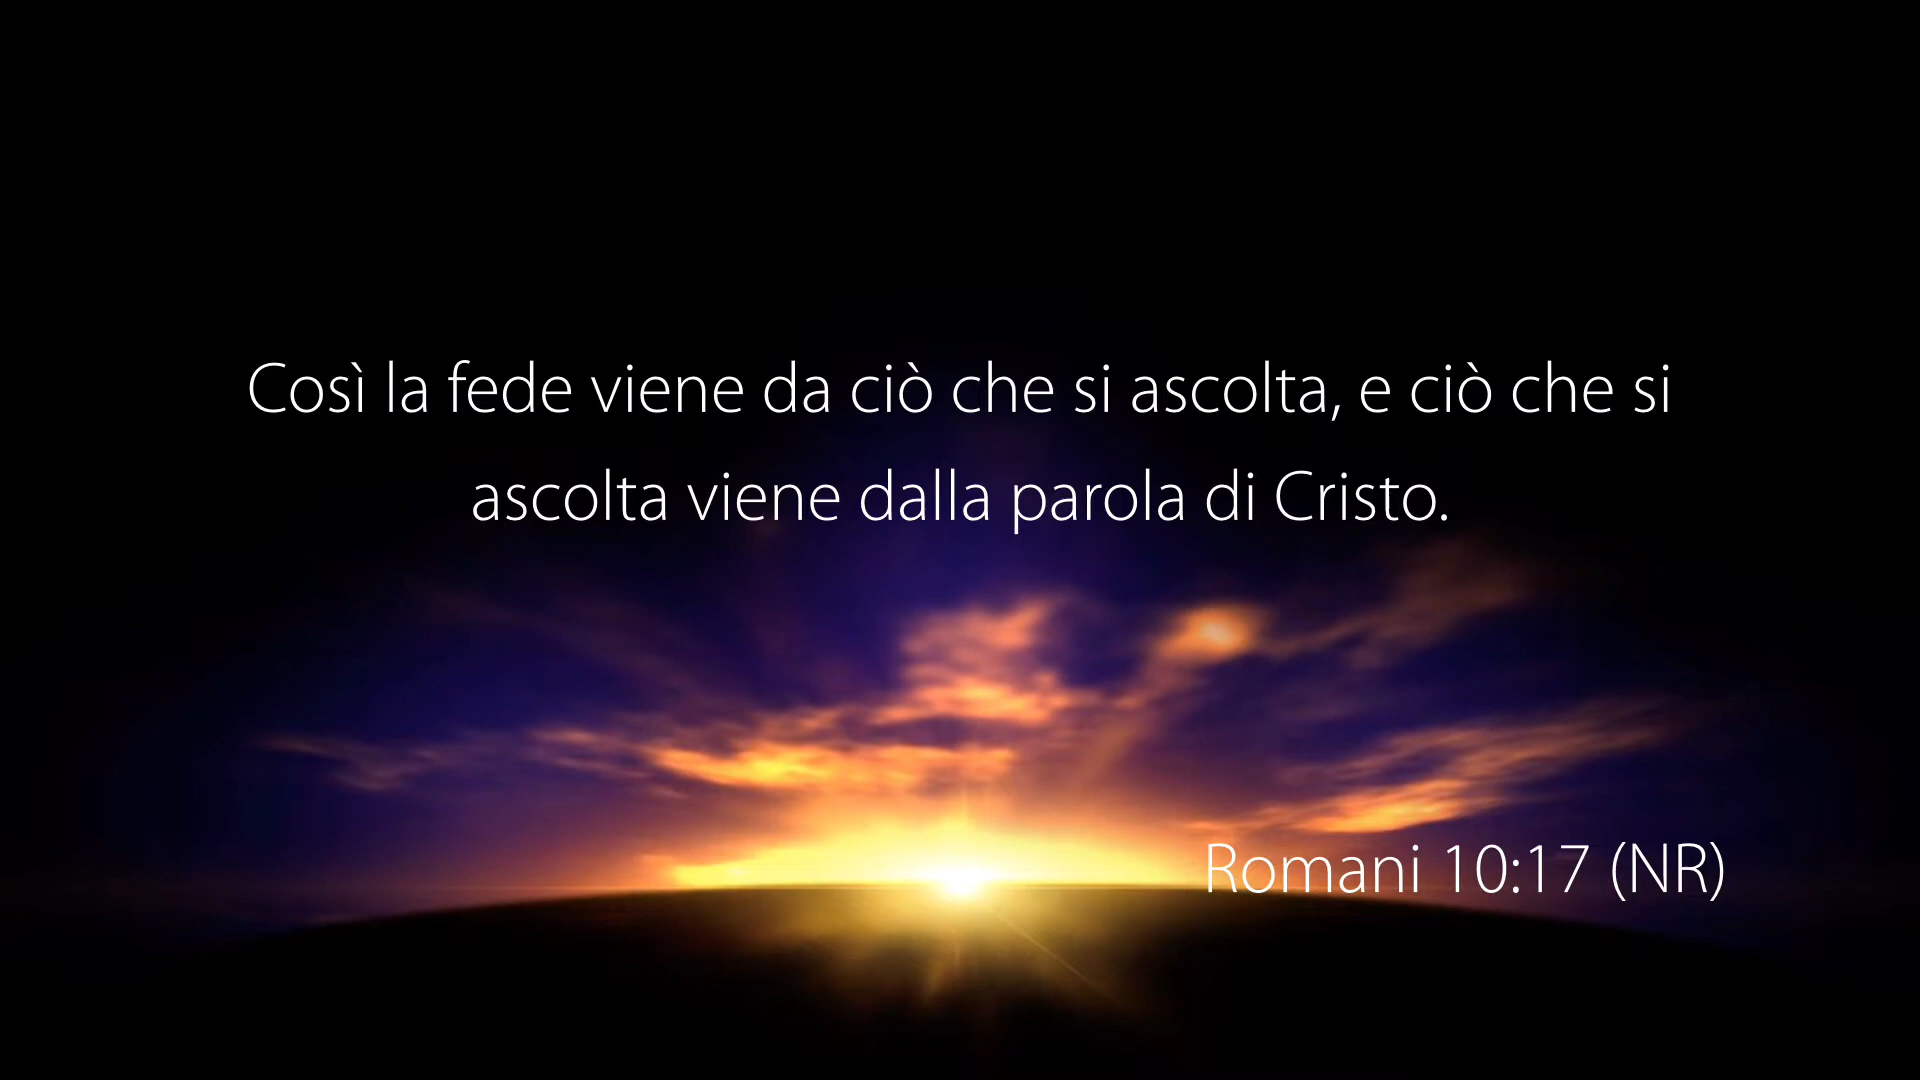 Così la fede viene da ciò che si ascolta, e ciò che si
ascolta viene dalla parola di Cristo.
Romani 10:17 (NR)